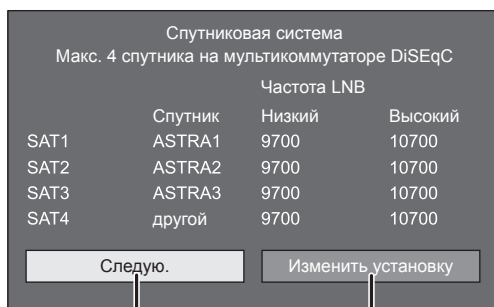 Спутниковая система
Макс. 4 спутника на мультикоммутаторе DiSEqC
Частота LNB
Спутник Низкий Высокий
SAT1 ASTRA1 9700 10700
SAT2 ASTRA2 9700 10700
SAT3 ASTRA3 9700 10700
SAT4 другой 9700 10700
Следую. Изменить установку